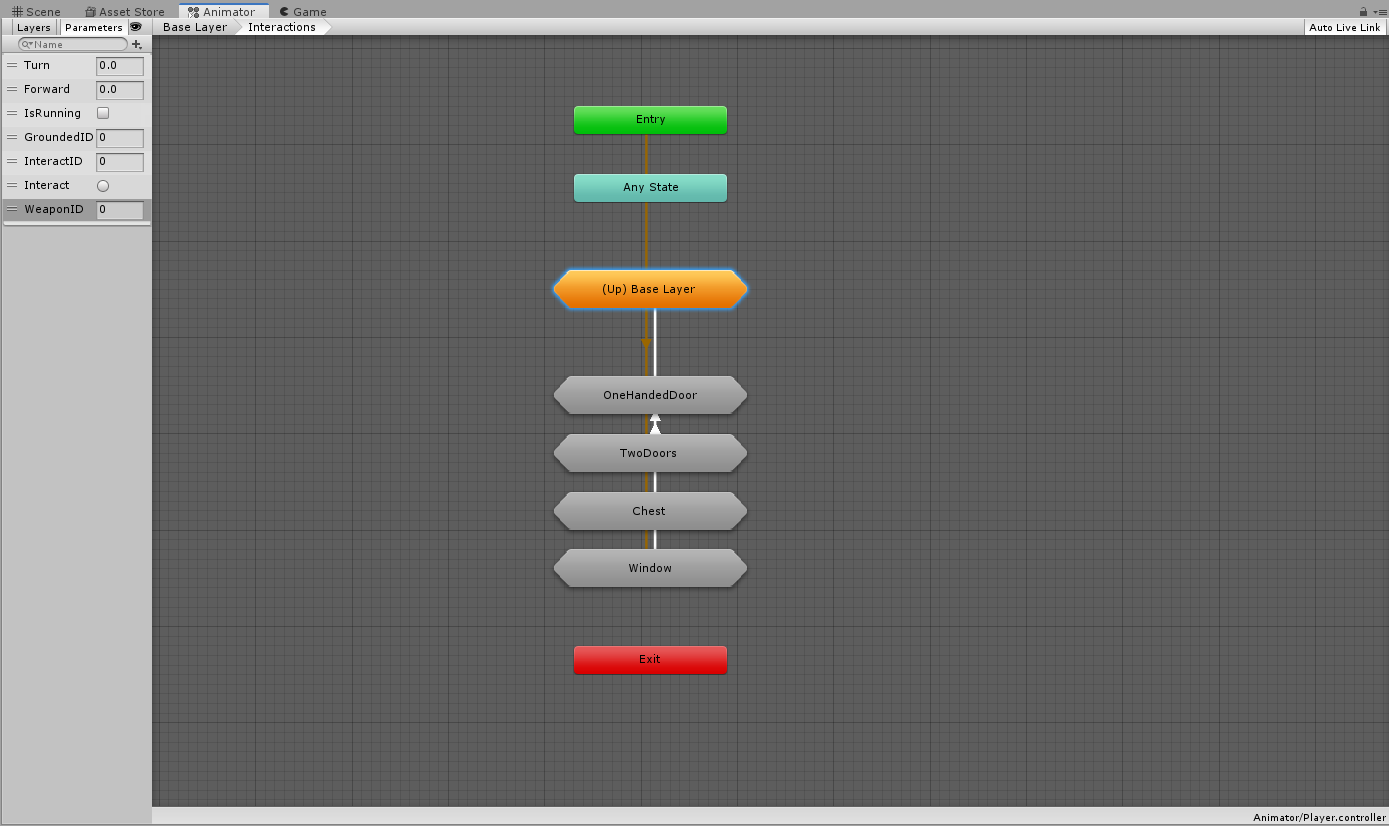 Scene Asset Store Animator Game
Layers Parameters Base Layer Interactions Auto Live Link
Name
Turn 0.0
Forward 0.0
IsRunning
GroundedID 0
InteractID 0
Interact
WeaponID 0
Entry
Any State
(Up) Base Layer
OneHandedDoor
TwoDoors
Chest
Window
Exit
Animator/Player.controller